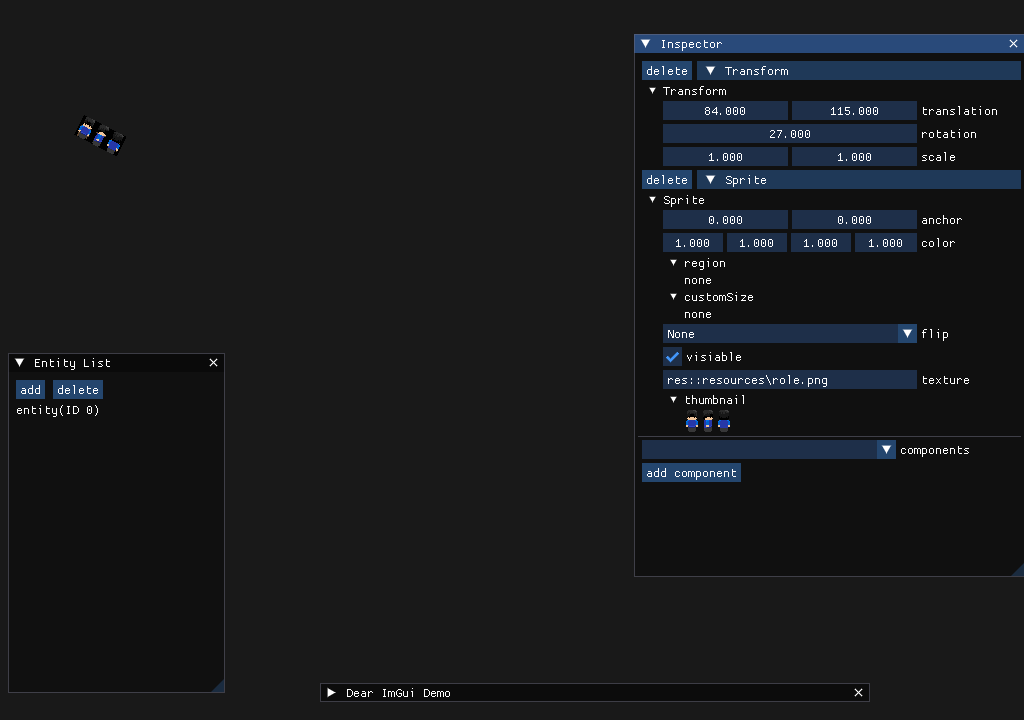 Inspector
delete Transform
Transform
84.000 115.000 translation
27.000 rotation
1.000 1.000 scale
delete Sprite
Sprite
0.000 0.000 anchor
1.000 1.000 1.000 1.000 color
region
none
customSize
none
None flip
visiable
res::resources\role.png texture
thumbnail
components
add component
Entity List
add delete
entity(ID 0)
Dear ImGui Demo